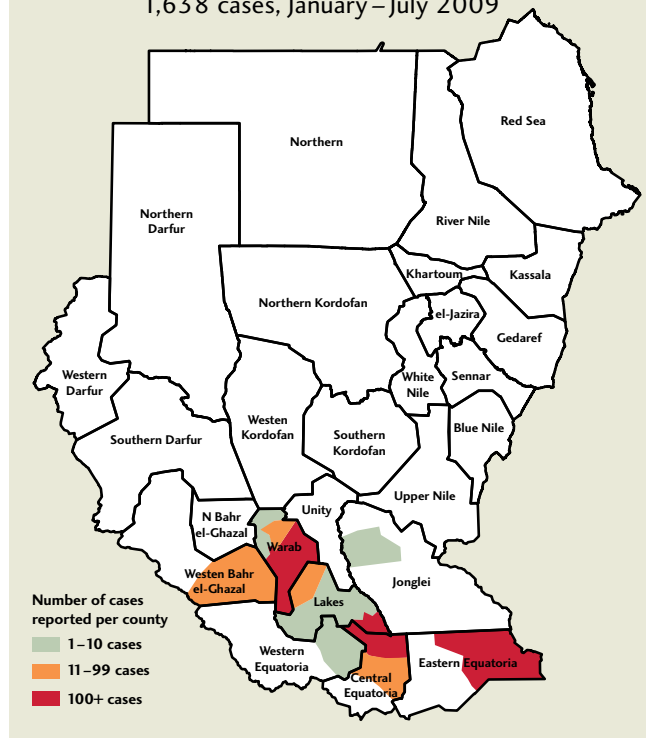 1,638 cases, January – July 2009
Red Sea
Northern
Northern
Darfur
River Nile
Khartoum
Kassala
Northern Kordofan
el-Jazira
Gedaref
Western
Darfur
White
Nile
Sennar
Westen
Kordofan
Southern
Kordofan
Blue Nile
Southern Darfur
Upper Nile
N Bahr
el-Ghazal
Unity
Warab
Westen Bahr
el-Ghazal
Jonglei
Lakes
Western
Equatoria
Eastern Equatoria
Central
Equatoria
Number of cases
reported per county
1–10 cases
11–99 cases
100+ cases